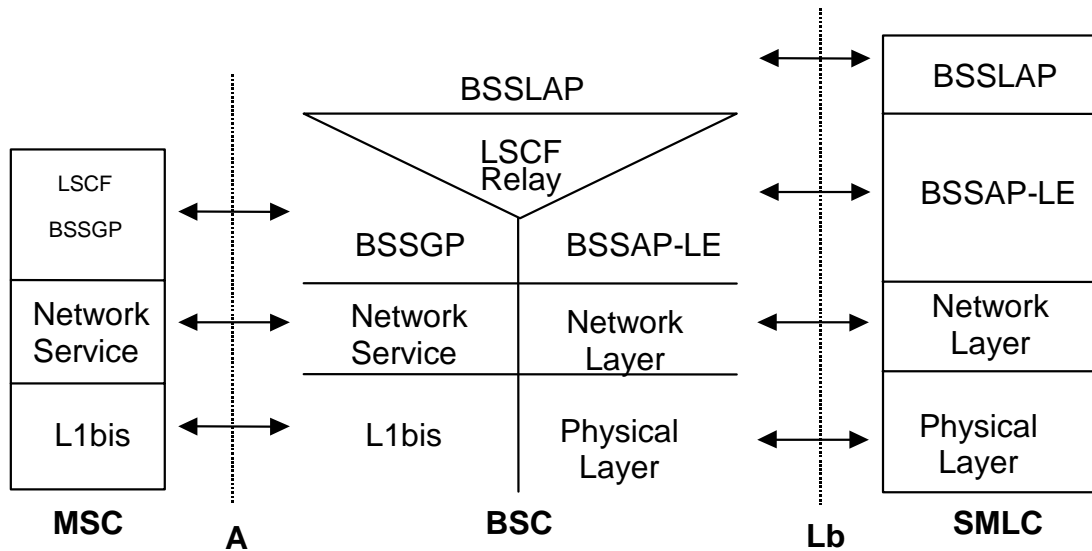 BSSLAP
LSCF
Relay
BSSGP
BSSAP-LE
Network
Service
Network
Layer
L1bis
Physical
Layer
BSC
LSCF
BSSGP
Network
Service
L1bis
MSC
A
BSSLAP
BSSAP-LE
Network
Layer
Physical
Layer
SMLC
Lb